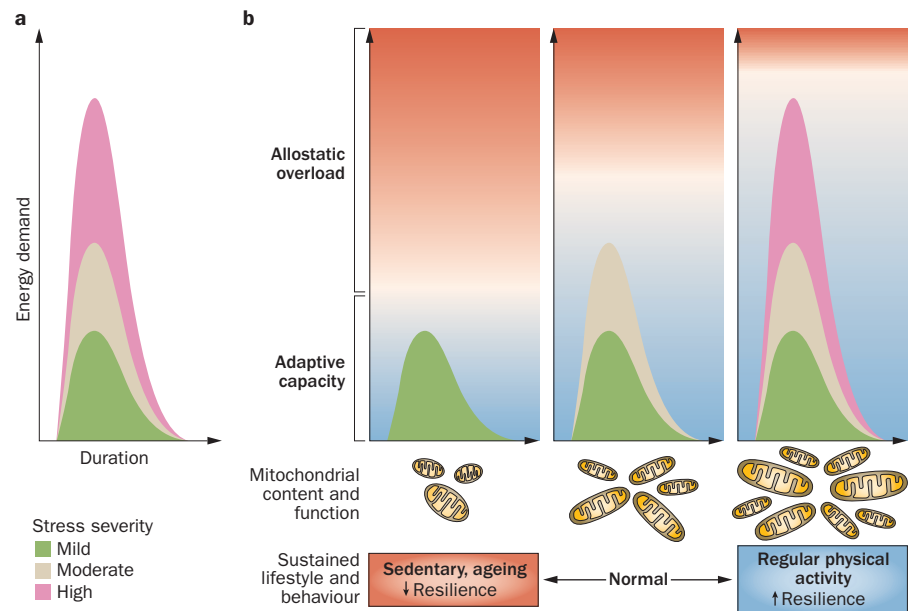 a
Energy demand
Duration
Stress severity
Mild
Moderate
High
b
Allostatic
overload
Adaptive
capacity
Mitochondrial
content and
function
Sustained
lifestyle and
behaviour
Sedentary, ageing
↓ Resilience
Normal
Regular physical
activity
↑ Resilience